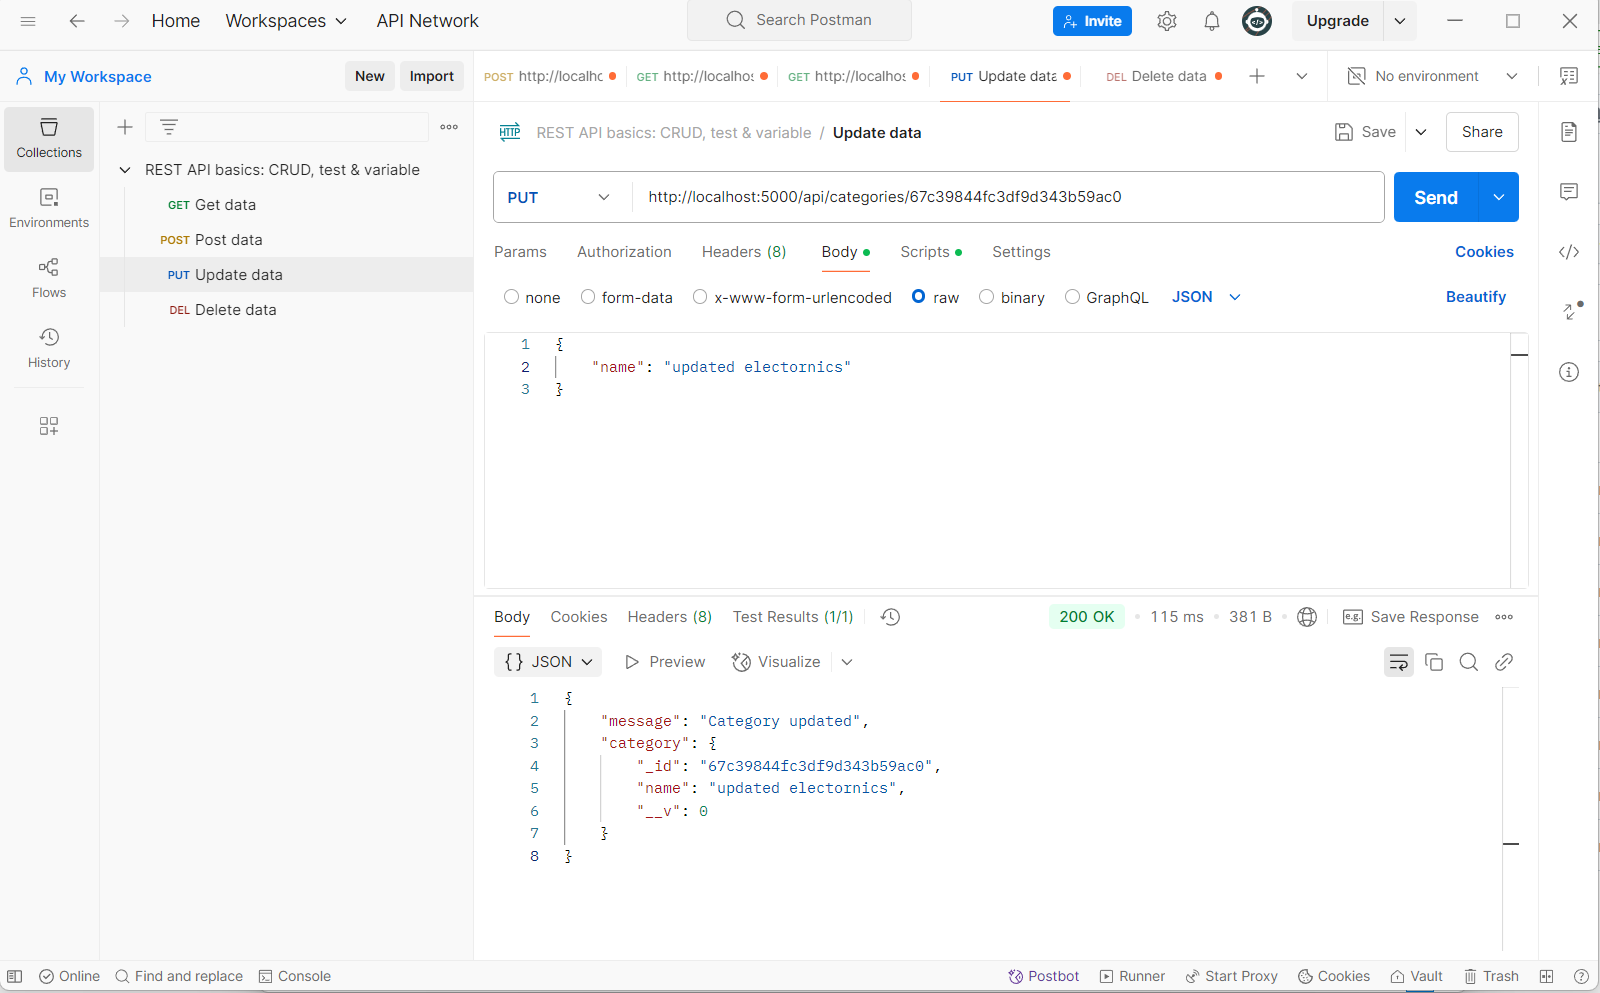 Home Workspaces API Network Search Postman Invite Upgrade
My Workspace New Import POST http://localhc GET http://localhos GET http://localhos PUT Update data DEL Delete data No environment
Collections
Environments
Flows
History
REST API basics: CRUD, test & variable
GET Get data
POST Post data
PUT Update data
DEL Delete data
HTTP REST API basics: CRUD, test & variable / Update data Save Share
PUT http://localhost:5000/api/categories/67c39844fc3df9d343b59ac0 Send
Params Authorization Headers (8) Body Scripts Settings Cookies
none form-data x-www-form-urlencoded raw binary GraphQL JSON Beautify
1 {
2 "name": "updated electornics"
3 }
Body Cookies Headers (8) Test Results (1/1) 200 OK 115 ms 381 B e.g. Save Response
{} JSON Preview Visualize
1 {
2 "message": "Category updated",
3 "category": {
4 "_id": "67c39844fc3df9d343b59ac0",
5 "name": "updated electornics",
6 "__v": 0
7 }
8 }
Online Find and replace Console Postbot Runner Start Proxy Cookies Vault Trash